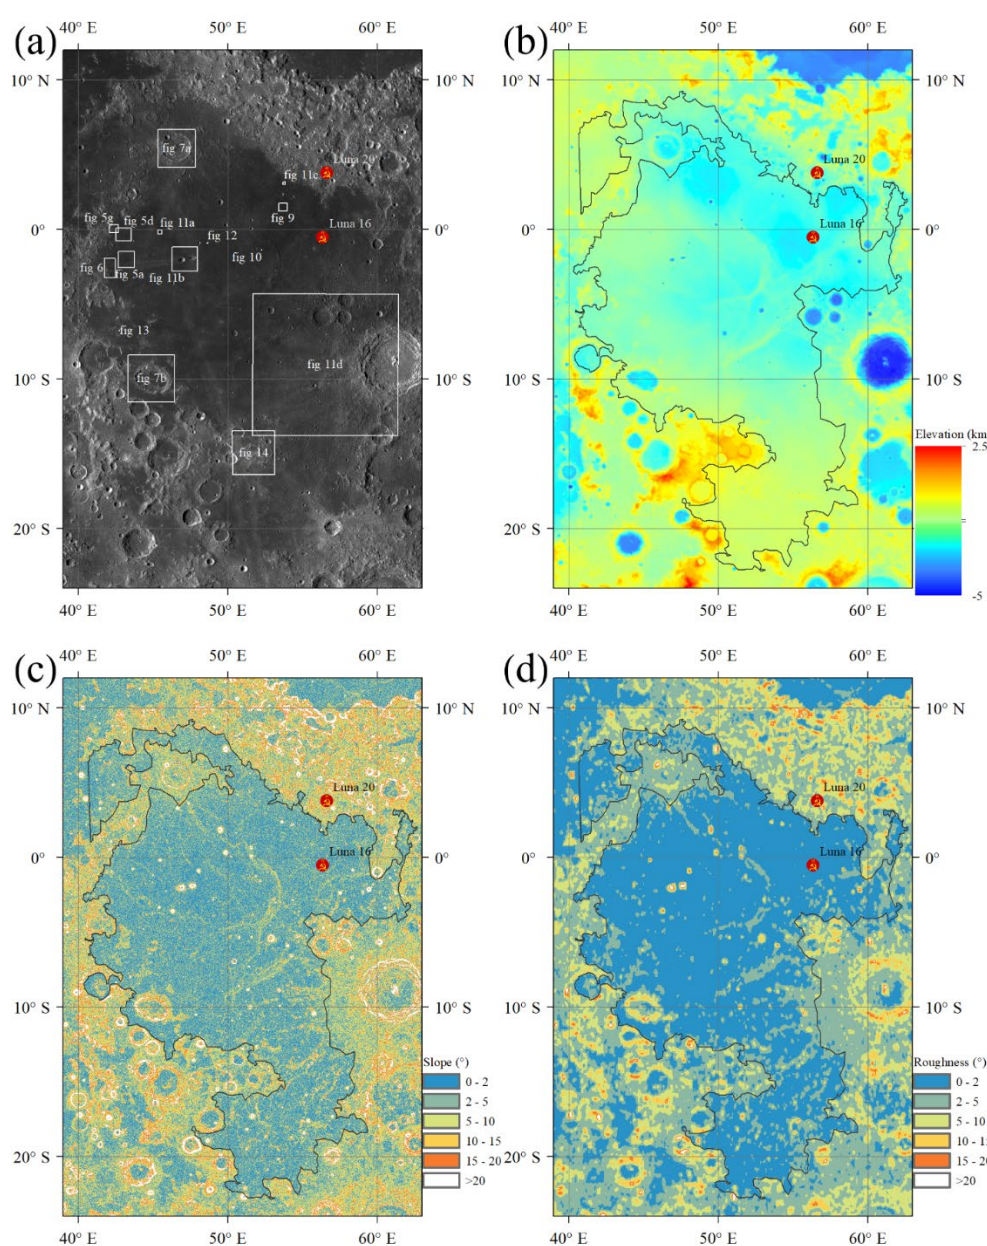 40° E 50° E 60° E
(a)
10° N 10° N
fig 7a
Luna 20
fig 11c
fig 9
fig 5g fig 5d fig 11a
Luna 16
0° 0°
fig 12
fig 10
fig 6 fig 5a fig 11b
fig 13
fig 11d
fig 7b
10° S 10° S
fig 14
20° S 20° S
40° E 50° E 60° E
40° E 50° E 60° E
(b)
10° N
Luna 20
Luna 16
0°
10° S
Elevation (km
2.5
-5
20° S
40° E 50° E 60° E
40° E 50° E 60° E
(c)
10° N 10° N
Luna 20
Luna 16
0° 0°
10° S 10° S
Slope (°)
0 - 2
2 - 5
5 - 10
10 - 15
15 - 20
>20
20° S
40° E 50° E 60° E
40° E 50° E 60° E
(d)
10° N
Luna 20
Luna 16
0°
10° S
Roughness (°)
0 - 2
2 - 5
5 - 10
10 - 15
15 - 20
>20
20° S
40° E 50° E 60° E